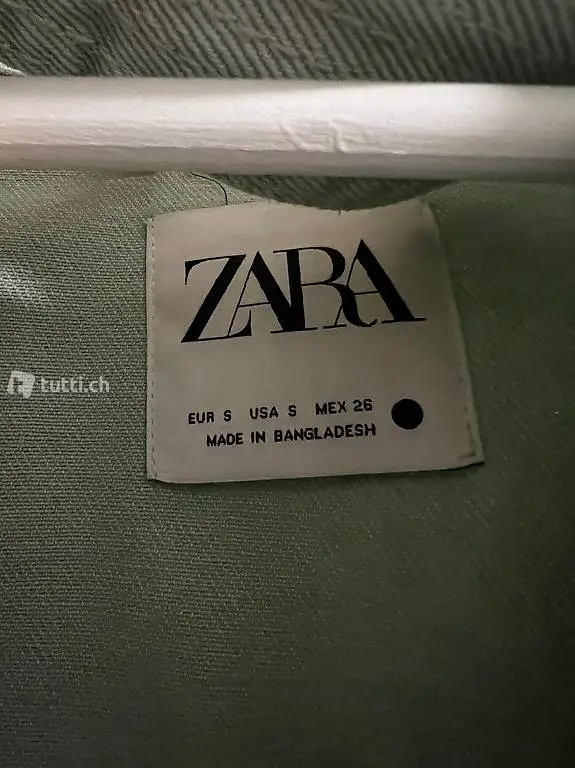 ZARA
tutti.ch
EUR S USA S MEX 26
MADE IN BANGLADESH